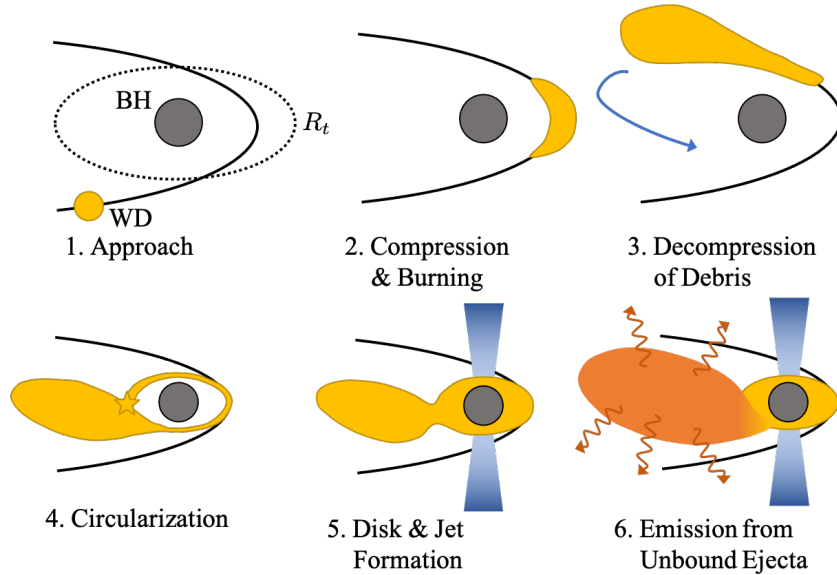 BH
R_t
WD
1. Approach
2. Compression
& Burning
3. Decompression
of Debris
4. Circularization
5. Disk & Jet
Formation
6. Emission from
Unbound Ejecta